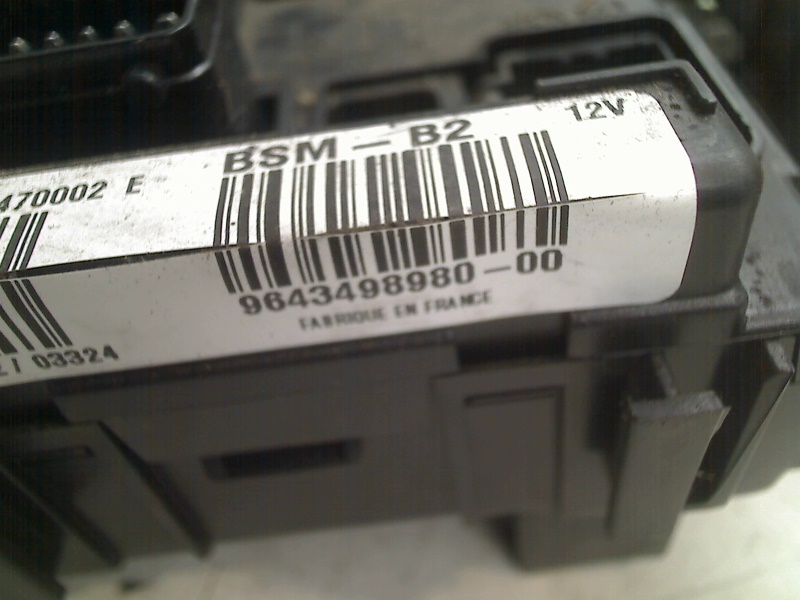 BSM-B2
12V
470002 E
9643498980-00
FABRIQUE EN FRANCE
03324